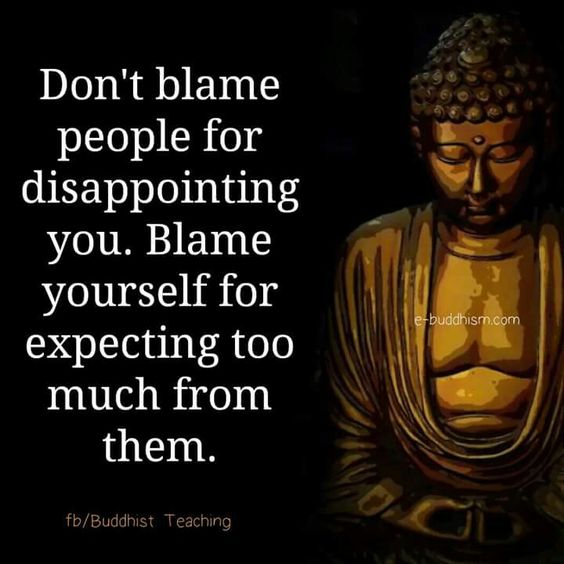 Don't blame
people for
disappointing
you. Blame
yourself for
expecting too
much from
them.
e-buddhism.com
fb/Buddhist Teaching